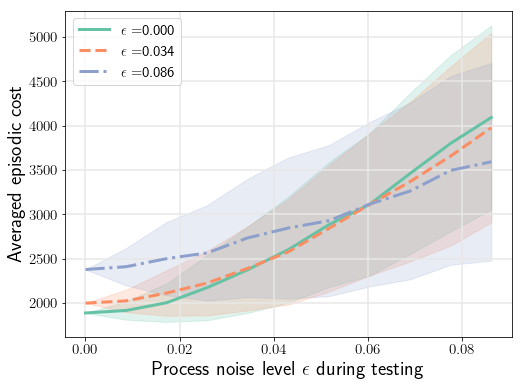 ϵ =0.000
ϵ =0.034
ϵ =0.086
5000
4500
4000
3500
3000
2500
2000
Averaged episodic cost
0.00 0.02 0.04 0.06 0.08
Process noise level ϵ during testing